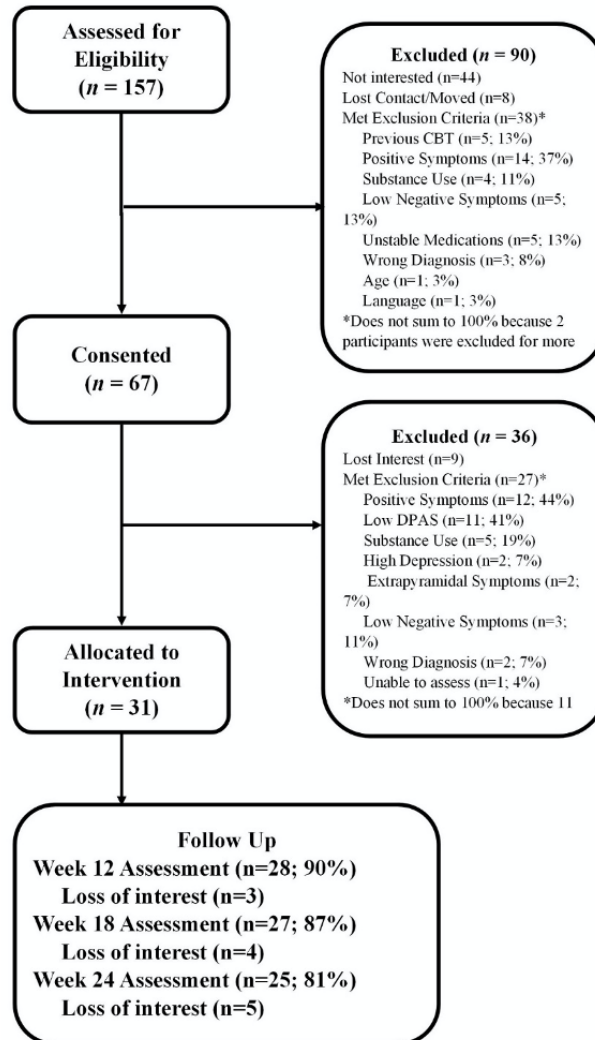 Assessed for
Eligibility
(n = 157)
Excluded (n = 90)
Not interested (n=44)
Lost Contact/Moved (n=8)
Met Exclusion Criteria (n=38)*
Previous CBT (n=5; 13%)
Positive Symptoms (n=14; 37%)
Substance Use (n=4; 11%)
Low Negative Symptoms (n=5;
13%)
Unstable Medications (n=5; 13%)
Wrong Diagnosis (n=3; 8%)
Age (n=1; 3%)
Language (n=1; 3%)
*Does not sum to 100% because 2
participants were excluded for more
Consented
(n = 67)
Excluded (n = 36)
Lost Interest (n=9)
Met Exclusion Criteria (n=27)*
Positive Symptoms (n=12; 44%)
Low DPAS (n=11; 41%)
Substance Use (n=5; 19%)
High Depression (n=2; 7%)
Extrapyramidal Symptoms (n=2;
7%)
Low Negative Symptoms (n=3;
11%)
Wrong Diagnosis (n=2; 7%)
Unable to assess (n=1; 4%)
*Does not sum to 100% because 11
Allocated to
Intervention
(n = 31)
Follow Up
Week 12 Assessment (n=28; 90%)
Loss of interest (n=3)
Week 18 Assessment (n=27; 87%)
Loss of interest (n=4)
Week 24 Assessment (n=25; 81%)
Loss of interest (n=5)